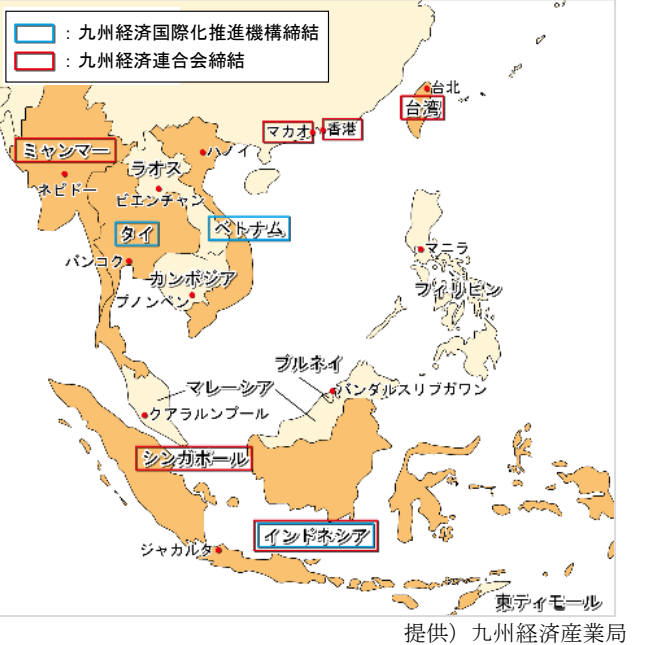 ：九州経済国際化推進機構締結
：九州経済連合会締結
台北
台湾
マカオ
香港
ミャンマー
ハノイ
ラオス
ネピドー
ビエンチャン
タイ
ベトナム
マニラ
バンコク
カンボジア
フィリピン
プノンペン
ブルネイ
マレーシア
バンダルスリブガワン
クアラルンプール
シンガポール
インドネシア
ジャカルタ
東ティモール
提供）九州経済産業局